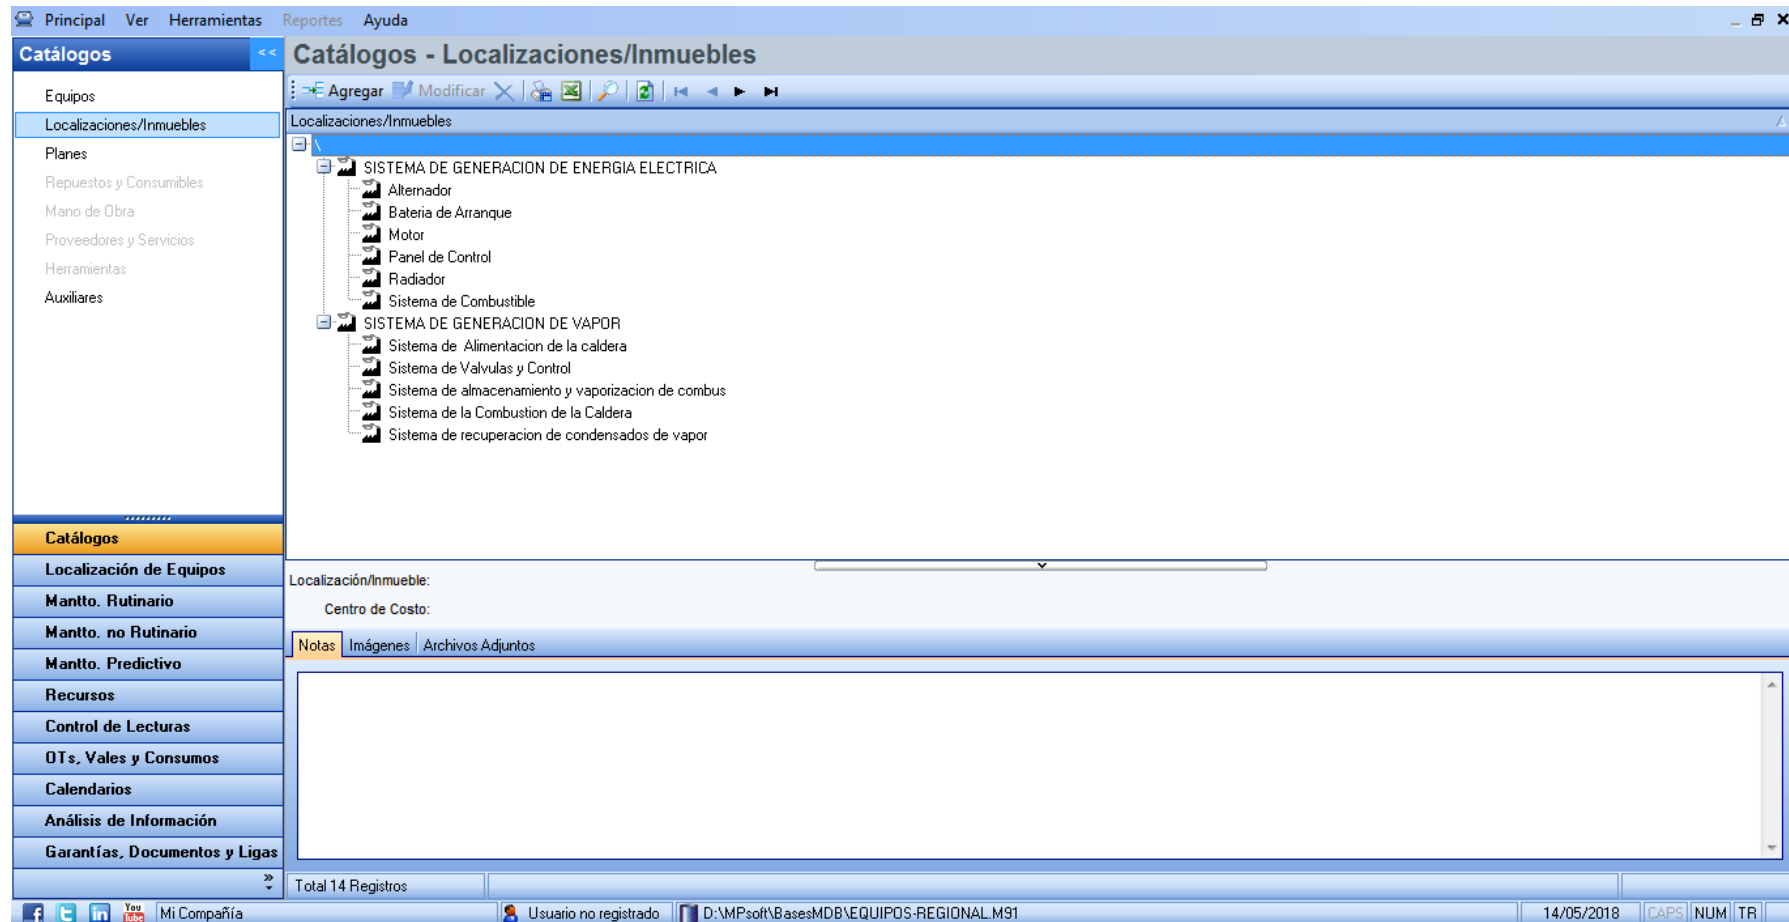 Principal Ver Herramientas Reportes Ayuda
Catálogos <<
Catálogos - Localizaciones/Inmuebles
Agregar Modificar
Equipos
Localizaciones/Inmuebles
Planes
Repuestos y Consumibles
Mano de Obra
Proveedores y Servicios
Herramientas
Auxiliares
Localizaciones/Inmuebles
\
SISTEMA DE GENERACION DE ENERGIA ELECTRICA
Alternador
Bateria de Arranque
Motor
Panel de Control
Radiador
Sistema de Combustible
SISTEMA DE GENERACION DE VAPOR
Sistema de Alimentacion de la caldera
Sistema de Valvulas y Control
Sistema de almacenamiento y vaporizacion de combus
Sistema de la Combustion de la Caldera
Sistema de recuperacion de condensados de vapor
Catálogos
Localización de Equipos
Mantto. Rutinario
Mantto. no Rutinario
Mantto. Predictivo
Recursos
Control de Lecturas
OTs, Vales y Consumos
Calendarios
Análisis de Información
Garantías, Documentos y Ligas
Localización/Inmueble:
Centro de Costo:
Notas Imágenes Archivos Adjuntos
Total 14 Registros
f t in You Tube Mi Compañía Usuario no registrado D:\MPsoft\BasesMDB\EQUIPOS-REGIONAL.M91 14/05/2018 CAPS NUM TR